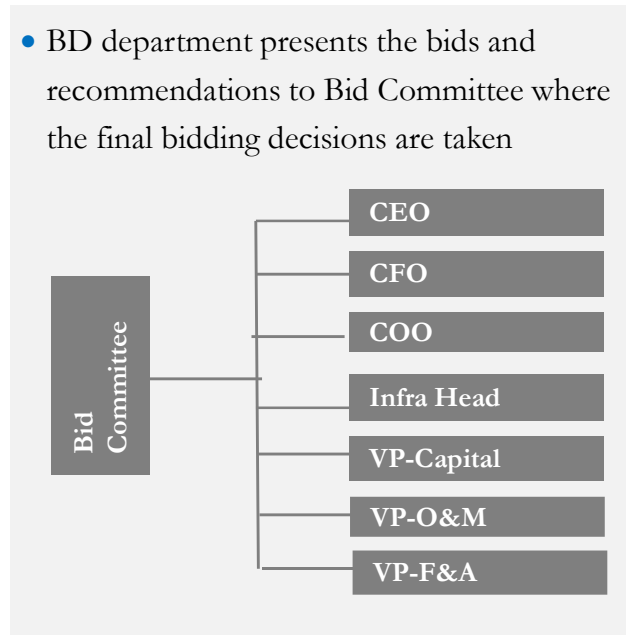 • BD department presents the bids and
recommendations to Bid Committee where
the final bidding decisions are taken
Bid
Committee
CEO
CFO
COO
Infra Head
VP-Capital
VP-O&M
VP-F&A